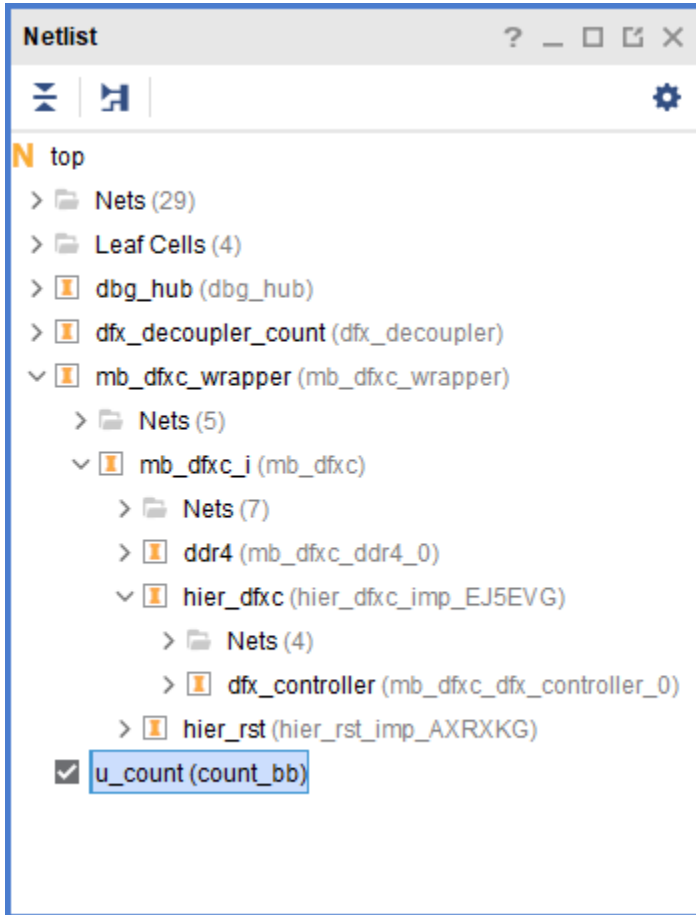 Netlist
N top
Nets (29)
Leaf Cells (4)
dbg_hub (dbg_hub)
dfx_decoupler_count (dfx_decoupler)
mb_dfxc_wrapper (mb_dfxc_wrapper)
Nets (5)
mb_dfxc_i (mb_dfxc)
Nets (7)
ddr4 (mb_dfxc_ddr4_0)
hier_dfxc (hier_dfxc_imp_EJ5EVG)
Nets (4)
dfx_controller (mb_dfxc_dfx_controller_0)
hier_rst (hier_rst_imp_AXRXKG)
u_count (count_bb)